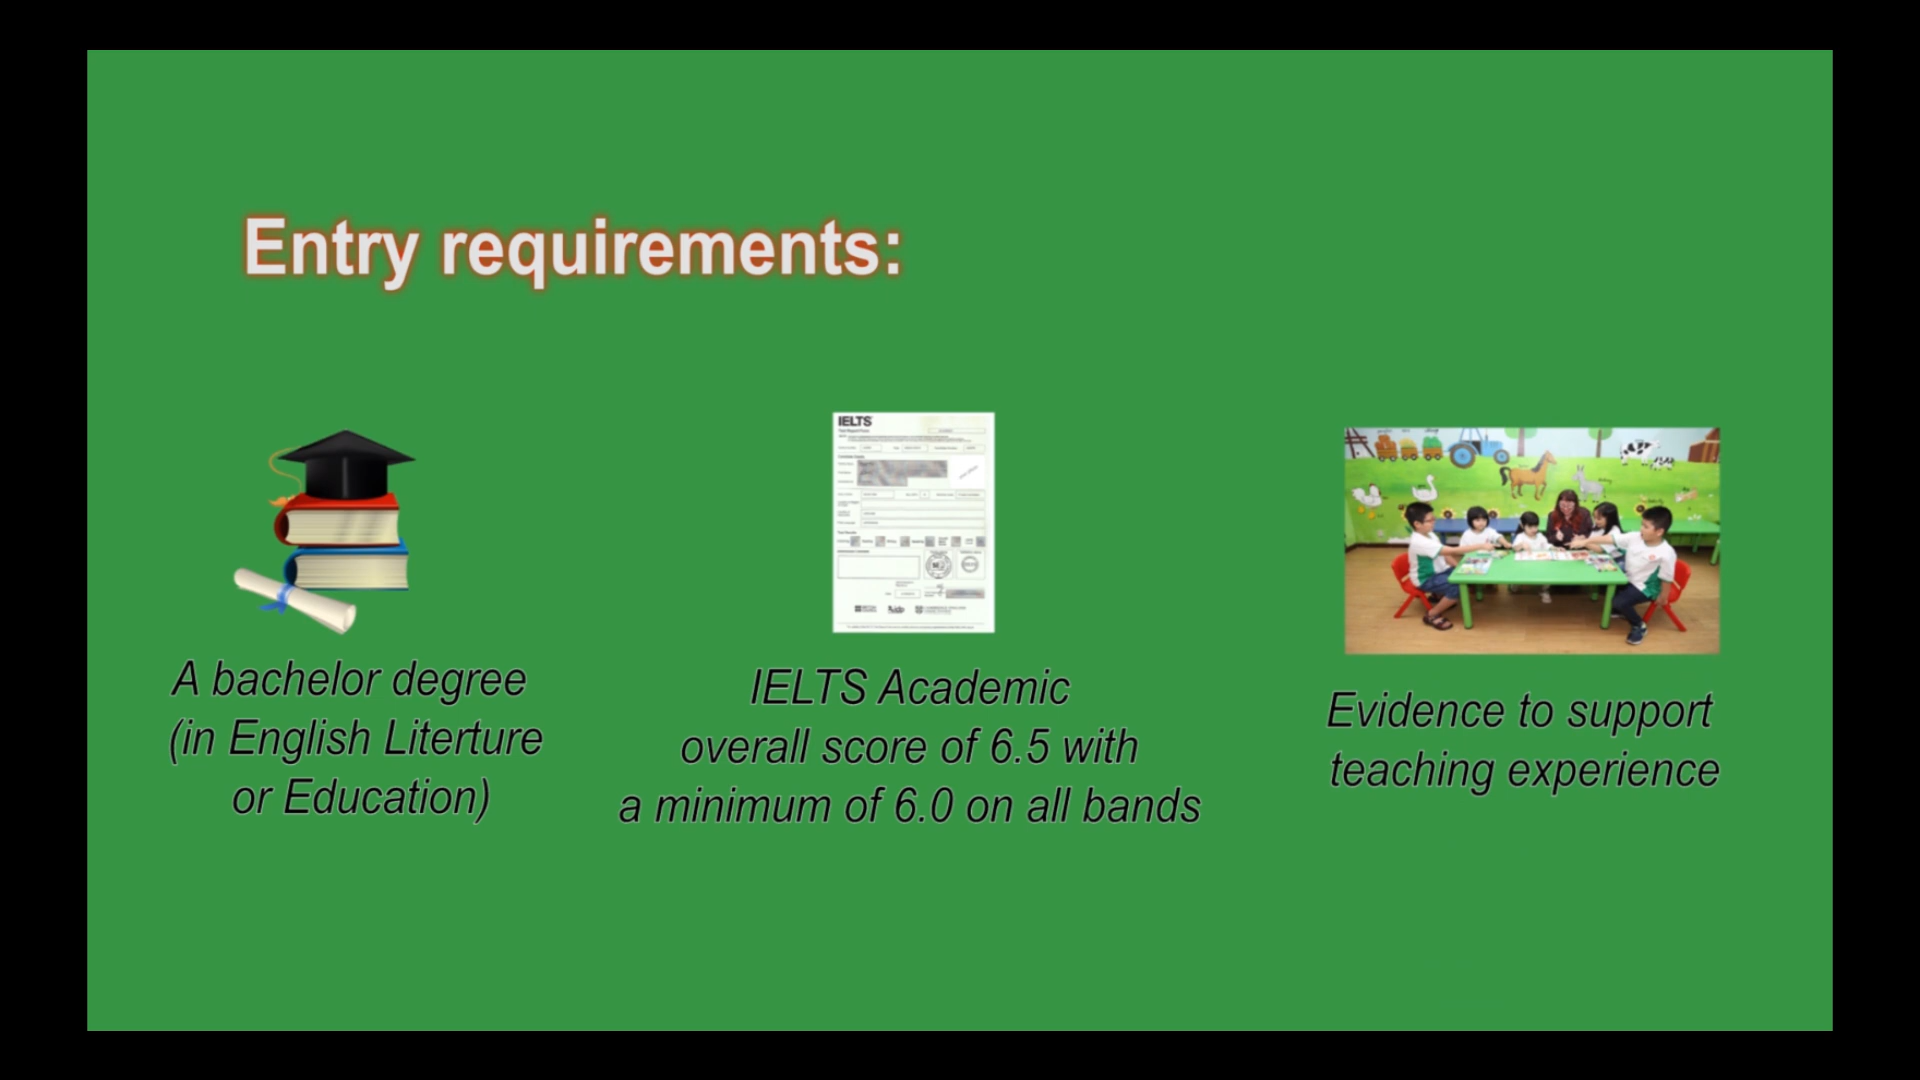 Entry requirements:
IELTS
A bachelor degree
(in English Literture
or Education)
IELTS Academic
overall score of 6.5 with
a minimum of 6.0 on all bands
Evidence to support
teaching experience